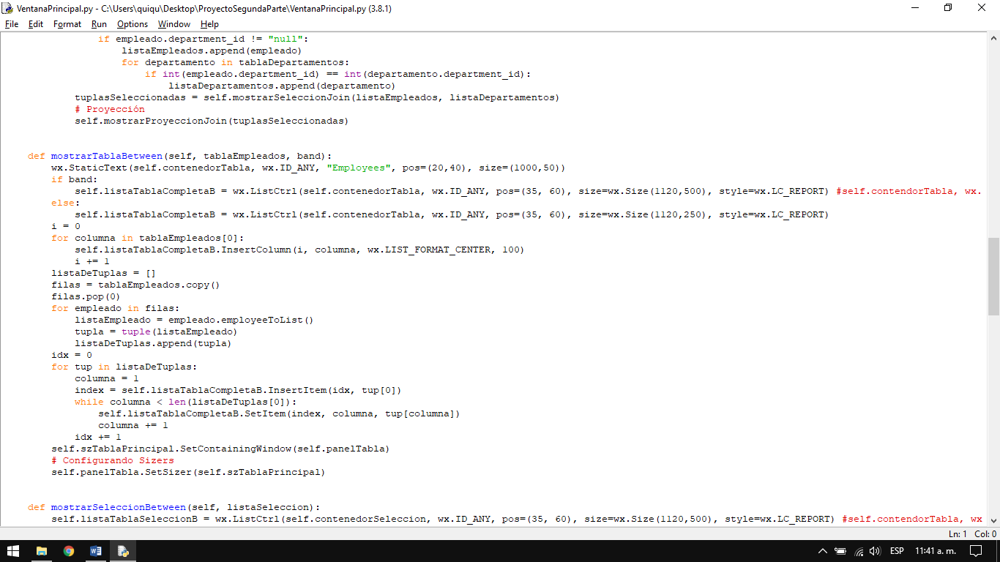 VentanaPrincipal.py - C:\Users\quiqu\Desktop\ProyectoSegundaParte\VentanaPrincipal.py (3.8.1)
File Edit Format Run Options Window Help
if empleado.department_id != "null":
listaEmpleados.append(empleado)
for departamento in tablaDepartamentos:
if int(empleado.department_id) == int(departamento.department_id):
listaDepartamentos.append(departamento)
tuplasSeleccionadas = self.mostrarSeleccionJoin(listaEmpleados, listaDepartamentos)
# Proyección
self.mostrarProyeccionJoin(tuplasSeleccionadas)
def mostrarTablaBetween(self, tablaEmpleados, band):
wx.StaticText(self.contenedorTabla, wx.ID_ANY, "Employees", pos=(20,40), size=(1000,50))
if band:
self.listaTablaCompletaB = wx.ListCtrl(self.contenedorTabla, wx.ID_ANY, pos=(35, 60), size=wx.Size(1120,500), style=wx.LC_REPORT) #self.contendorTabla, wx.
else:
self.listaTablaCompletaB = wx.ListCtrl(self.contenedorTabla, wx.ID_ANY, pos=(35, 60), size=wx.Size(1120,250), style=wx.LC_REPORT)
i = 0
for columna in tablaEmpleados[0]:
self.listaTablaCompletaB.InsertColumn(i, columna, wx.LIST_FORMAT_CENTER, 100)
i += 1
listaDeTuplas = []
filas = tablaEmpleados.copy()
filas.pop(0)
for empleado in filas:
listaEmpleado = empleado.employeeToList()
tupla = tuple(listaEmpleado)
listaDeTuplas.append(tupla)
idx = 0
for tup in listaDeTuplas:
columna = 1
index = self.listaTablaCompletaB.InsertItem(idx, tup[0])
while columna < len(listaDeTuplas[0]):
self.listaTablaCompletaB.SetItem(index, columna, tup[columna])
columna += 1
idx += 1
self.szTablaPrincipal.SetContainingWindow(self.panelTabla)
# Configurando Sizers
self.panelTabla.SetSizer(self.szTablaPrincipal)
def mostrarSeleccionBetween(self, listaSeleccion):
self.listaTablaSeleccionB = wx.ListCtrl(self.contenedorSeleccion, wx.ID_ANY, pos=(35, 60), size=wx.Size(1120,500), style=wx.LC_REPORT) #self.contendorTabla, wx
Ln: 1 Col: 0
ESP 11:41 a. m.